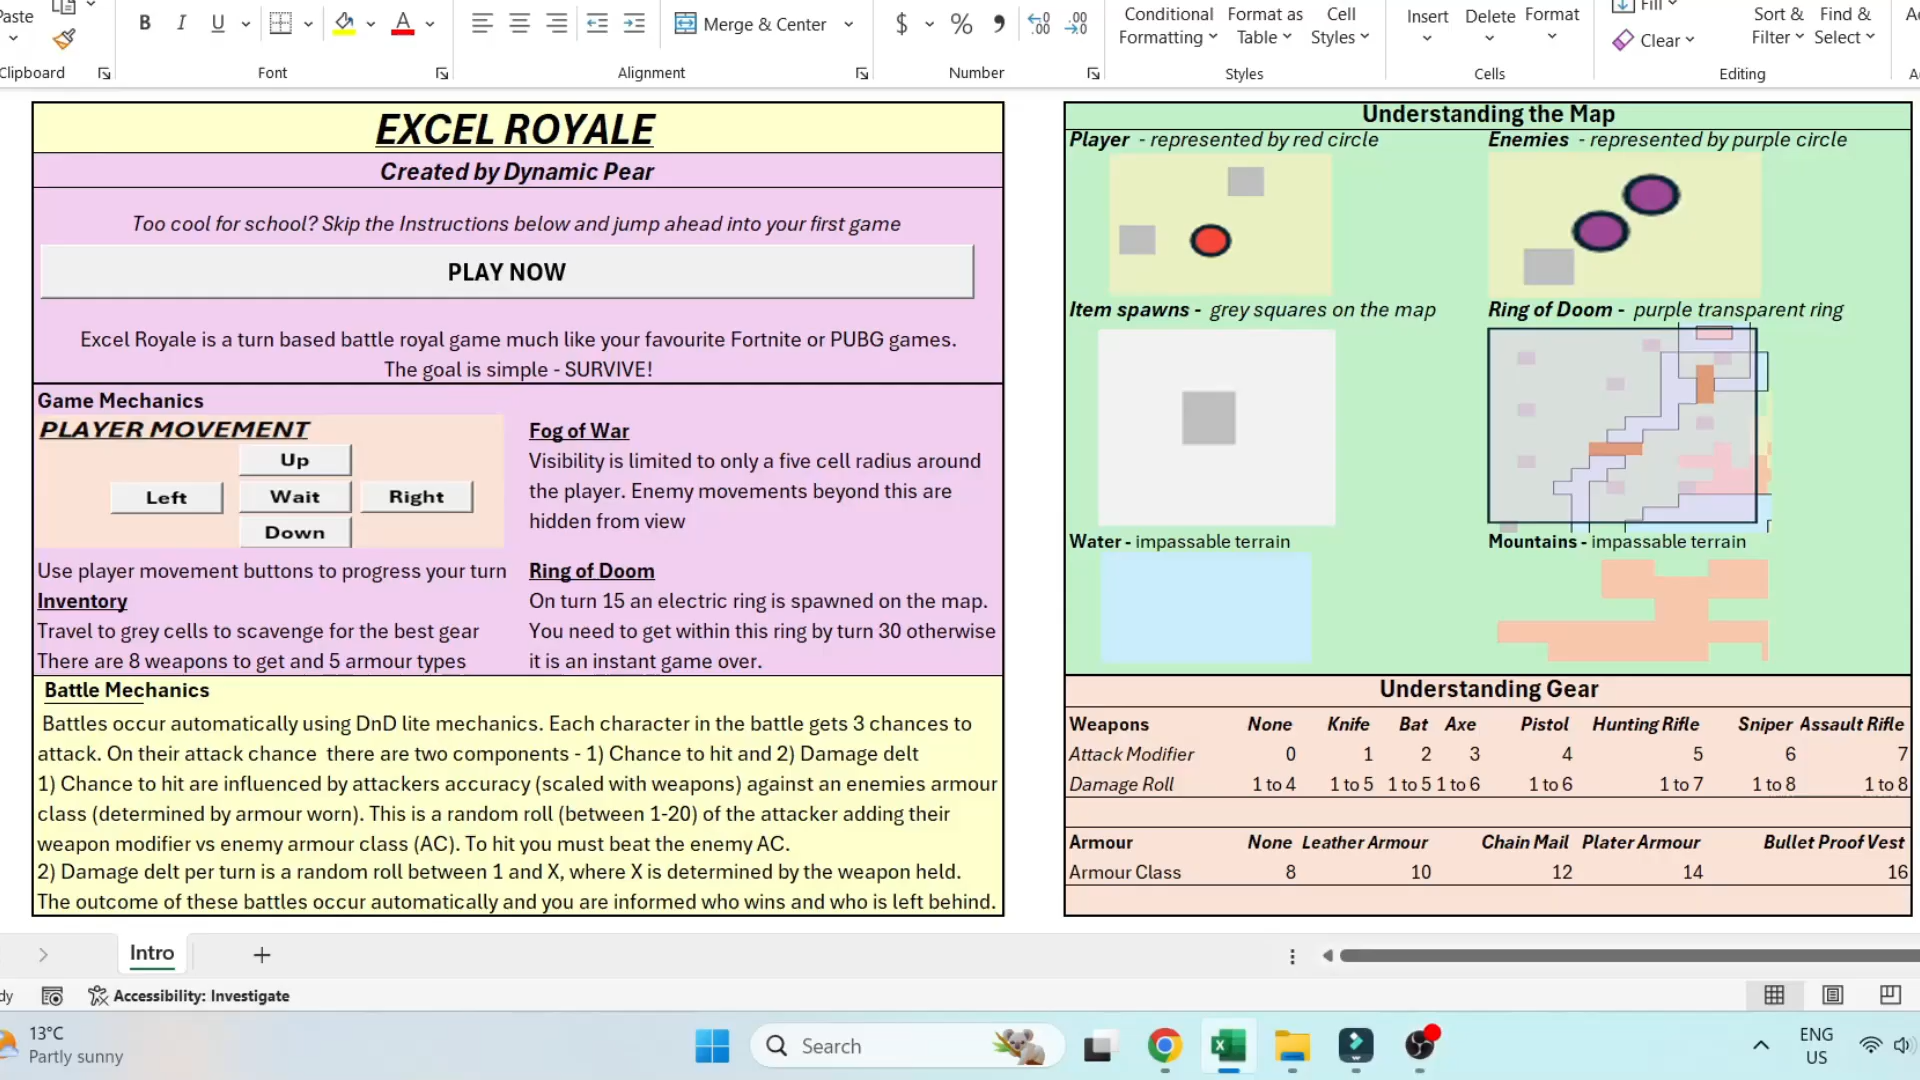 Paste
Clipboard
B I U
A
Font
Merge & Center
Alignment
$ % 9
Number
Conditional Formatting
Format as Table
Cell Styles
Styles
Insert
Delete
Format
Cells
Fill
Clear
Sort & Filter
Find & Select
Editing
EXCEL ROYALE
Created by Dynamic Pear
Too cool for school? Skip the Instructions below and jump ahead into your first game
PLAY NOW
Excel Royale is a turn based battle royal game much like your favourite Fortnite or PUBG games.
The goal is simple - SURVIVE!
Game Mechanics
PLAYER MOVEMENT
Up
Left
Wait
Right
Down
Use player movement buttons to progress your turn
Inventory
Travel to grey cells to scavenge for the best gear
There are 8 weapons to get and 5 armour types
Fog of War
Visibility is limited to only a five cell radius around
the player. Enemy movements beyond this are
hidden from view
Ring of Doom
On turn 15 an electric ring is spawned on the map.
You need to get within this ring by turn 30 otherwise
it is an instant game over.
Battle Mechanics
Battles occur automatically using DnD lite mechanics. Each character in the battle gets 3 chances to
attack. On their attack chance there are two components - 1) Chance to hit and 2) Damage delt
1) Chance to hit are influenced by attackers accuracy (scaled with weapons) against an enemies armour
class (determined by armour worn). This is a random roll (between 1-20) of the attacker adding their
weapon modifier vs enemy armour class (AC). To hit you must beat the enemy AC.
2) Damage delt per turn is a random roll between 1 and X, where X is determined by the weapon held.
The outcome of these battles occur automatically and you are informed who wins and who is left behind.
Understanding the Map
Player - represented by red circle
Enemies - represented by purple circle
Item spawns - grey squares on the map
Ring of Doom - purple transparent ring
Water - impassable terrain
Mountains - impassable terrain
Understanding Gear
Weapons None Knife Bat Axe Pistol Hunting Rifle Sniper Assault Rifle
Attack Modifier 0 1 2 3 4 5 6 7
Damage Roll 1 to 4 1 to 5 1 to 5 1 to 6 1 to 6 1 to 7 1 to 8 1 to 8
Armour None Leather Armour Chain Mail Plater Armour Bullet Proof Vest
Armour Class 8 10 12 14 16
Intro
Accessibility: Investigate
13°C
Partly sunny
Search
ENG
US